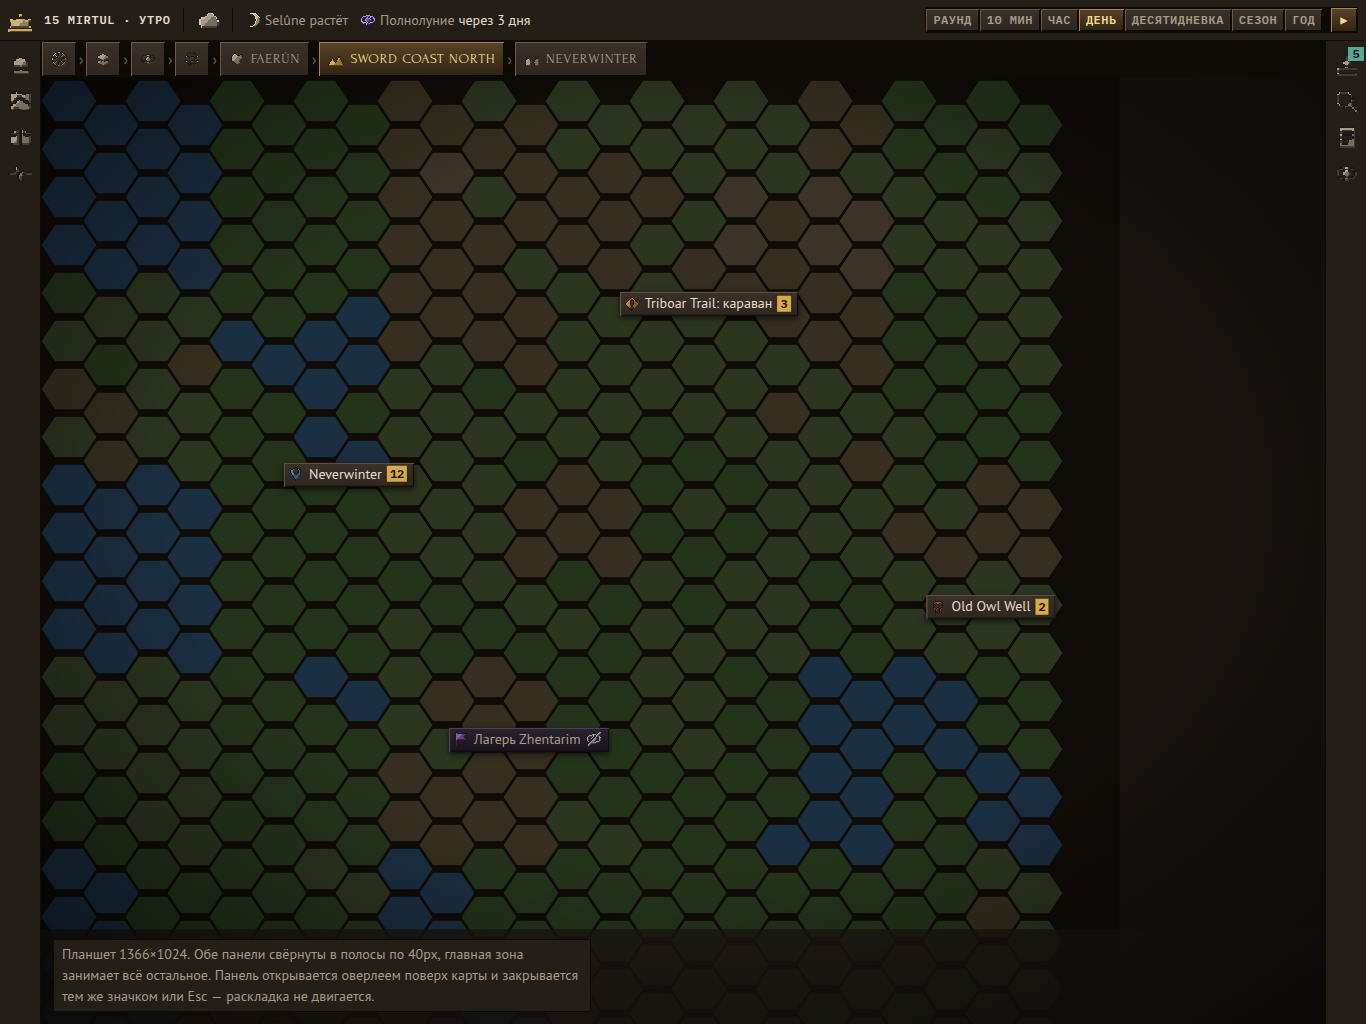 15 MIRTUL · УТРО
Selûne растёт
Полнолуние через 3 дня
РАУНД
10 МИН
ЧАС
ДЕНЬ
ДЕСЯТИДНЕВКА
СЕЗОН
ГОД
FAERÛN
SWORD COAST NORTH
NEVERWINTER
5
Triboar Trail: караван 3
Neverwinter 12
Old Owl Well 2
Лагерь Zhentarim
Планшет 1366×1024. Обе панели свёрнуты в полосы по 40px, главная зона
занимает всё остальное. Панель открывается оверлеем поверх карты и закрывается
тем же значком или Esc — раскладка не двигается.